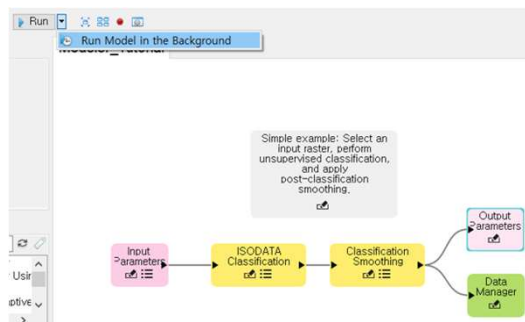 Run
Run Model in the Background
Modeler_Tutorial
Simple example: Select an
input raster, perform
unsupervised classification,
and apply
post-classification
smoothing.
Output
Parameters
Input
Parameters
ISODATA
Classification
Classification
Smoothing
Data
Manager
Usin
ptive